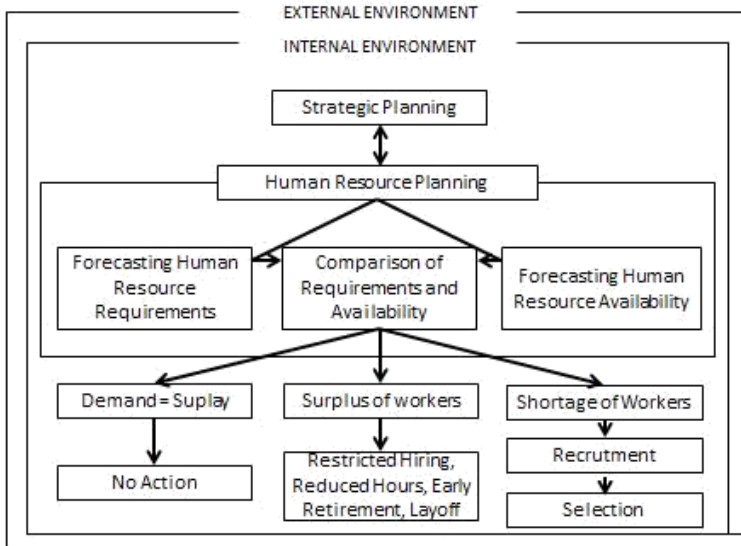 EXTERNAL ENVIRONMENT
INTERNAL ENVIRONMENT
Strategic Planning
Human Resource Planning
Forecasting Human
Resource
Requirements
Comparison of
Requirements and
Availability
Forecasting Human
Resource Availability
Demand = Suplay
Surplus of workers
Shortage of Workers
No Action
Restricted Hiring,
Reduced Hours, Early
Retirement, Layoff
Recrutment
Selection